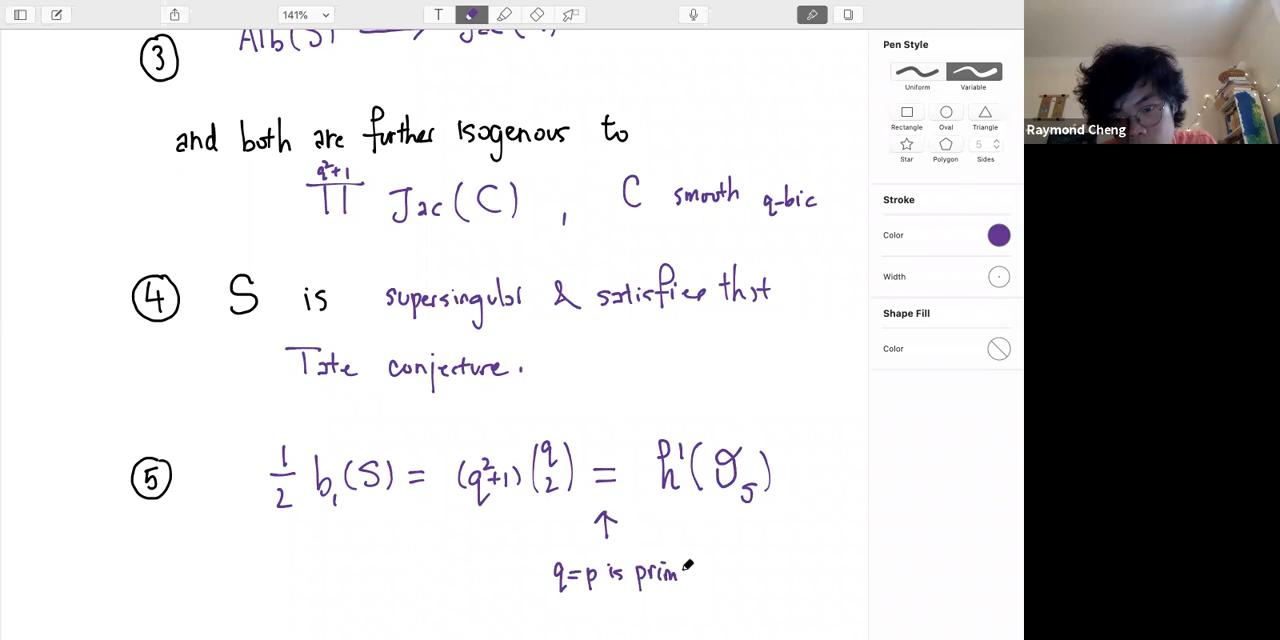 141%
T
Alb(S) → Jac( )
③
and both are further isogenous to
q²+1
∏ Jac(C), C smooth q-bic
④ S is supersingular & satisfies that
Tate conjecture.
⑤ 1/2 b₁(S) = (q²+1) (q 2) = h¹(O_S)
↑
q=p is prim
Pen Style
Uniform Variable
Rectangle Oval Triangle
5
Star Polygon Sides
Stroke
Color
Width
Shape Fill
Color
Raymond Cheng